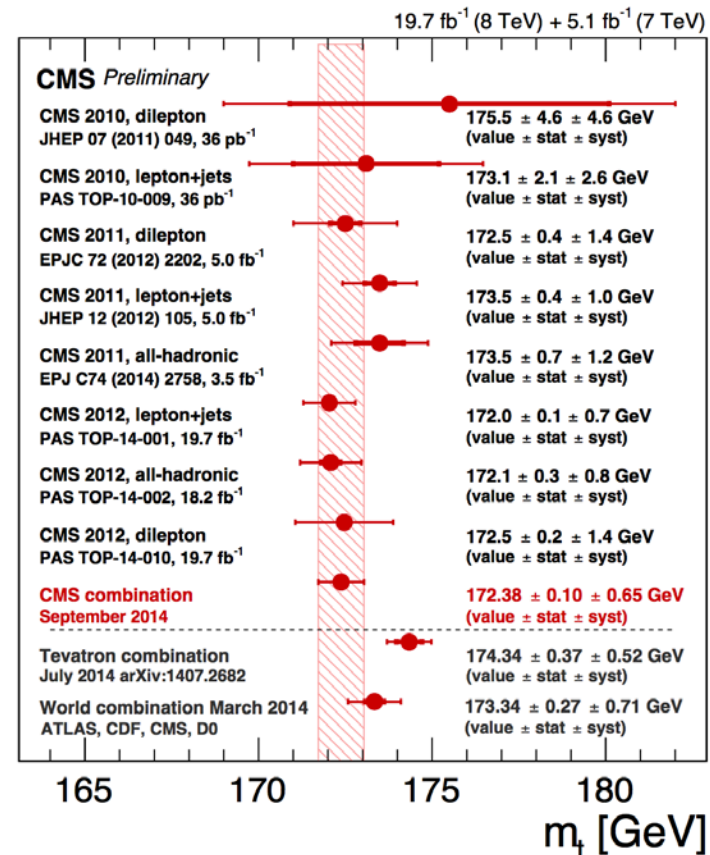 19.7 fb⁻¹ (8 TeV) + 5.1 fb⁻¹ (7 TeV)
CMS Preliminary
CMS 2010, dilepton 175.5 ± 4.6 ± 4.6 GeV
JHEP 07 (2011) 049, 36 pb⁻¹ (value ± stat ± syst)
CMS 2010, lepton+jets 173.1 ± 2.1 ± 2.6 GeV
PAS TOP-10-009, 36 pb⁻¹ (value ± stat ± syst)
CMS 2011, dilepton 172.5 ± 0.4 ± 1.4 GeV
EPJC 72 (2012) 2202, 5.0 fb⁻¹ (value ± stat ± syst)
CMS 2011, lepton+jets 173.5 ± 0.4 ± 1.0 GeV
JHEP 12 (2012) 105, 5.0 fb⁻¹ (value ± stat ± syst)
CMS 2011, all-hadronic 173.5 ± 0.7 ± 1.2 GeV
EPJ C74 (2014) 2758, 3.5 fb⁻¹ (value ± stat ± syst)
CMS 2012, lepton+jets 172.0 ± 0.1 ± 0.7 GeV
PAS TOP-14-001, 19.7 fb⁻¹ (value ± stat ± syst)
CMS 2012, all-hadronic 172.1 ± 0.3 ± 0.8 GeV
PAS TOP-14-002, 18.2 fb⁻¹ (value ± stat ± syst)
CMS 2012, dilepton 172.5 ± 0.2 ± 1.4 GeV
PAS TOP-14-010, 19.7 fb⁻¹ (value ± stat ± syst)
CMS combination 172.38 ± 0.10 ± 0.65 GeV
September 2014 (value ± stat ± syst)
Tevatron combination 174.34 ± 0.37 ± 0.52 GeV
July 2014 arXiv:1407.2682 (value ± stat ± syst)
World combination March 2014 173.34 ± 0.27 ± 0.71 GeV
ATLAS, CDF, CMS, D0 (value ± stat ± syst)
165 170 175 180
mₜ [GeV]